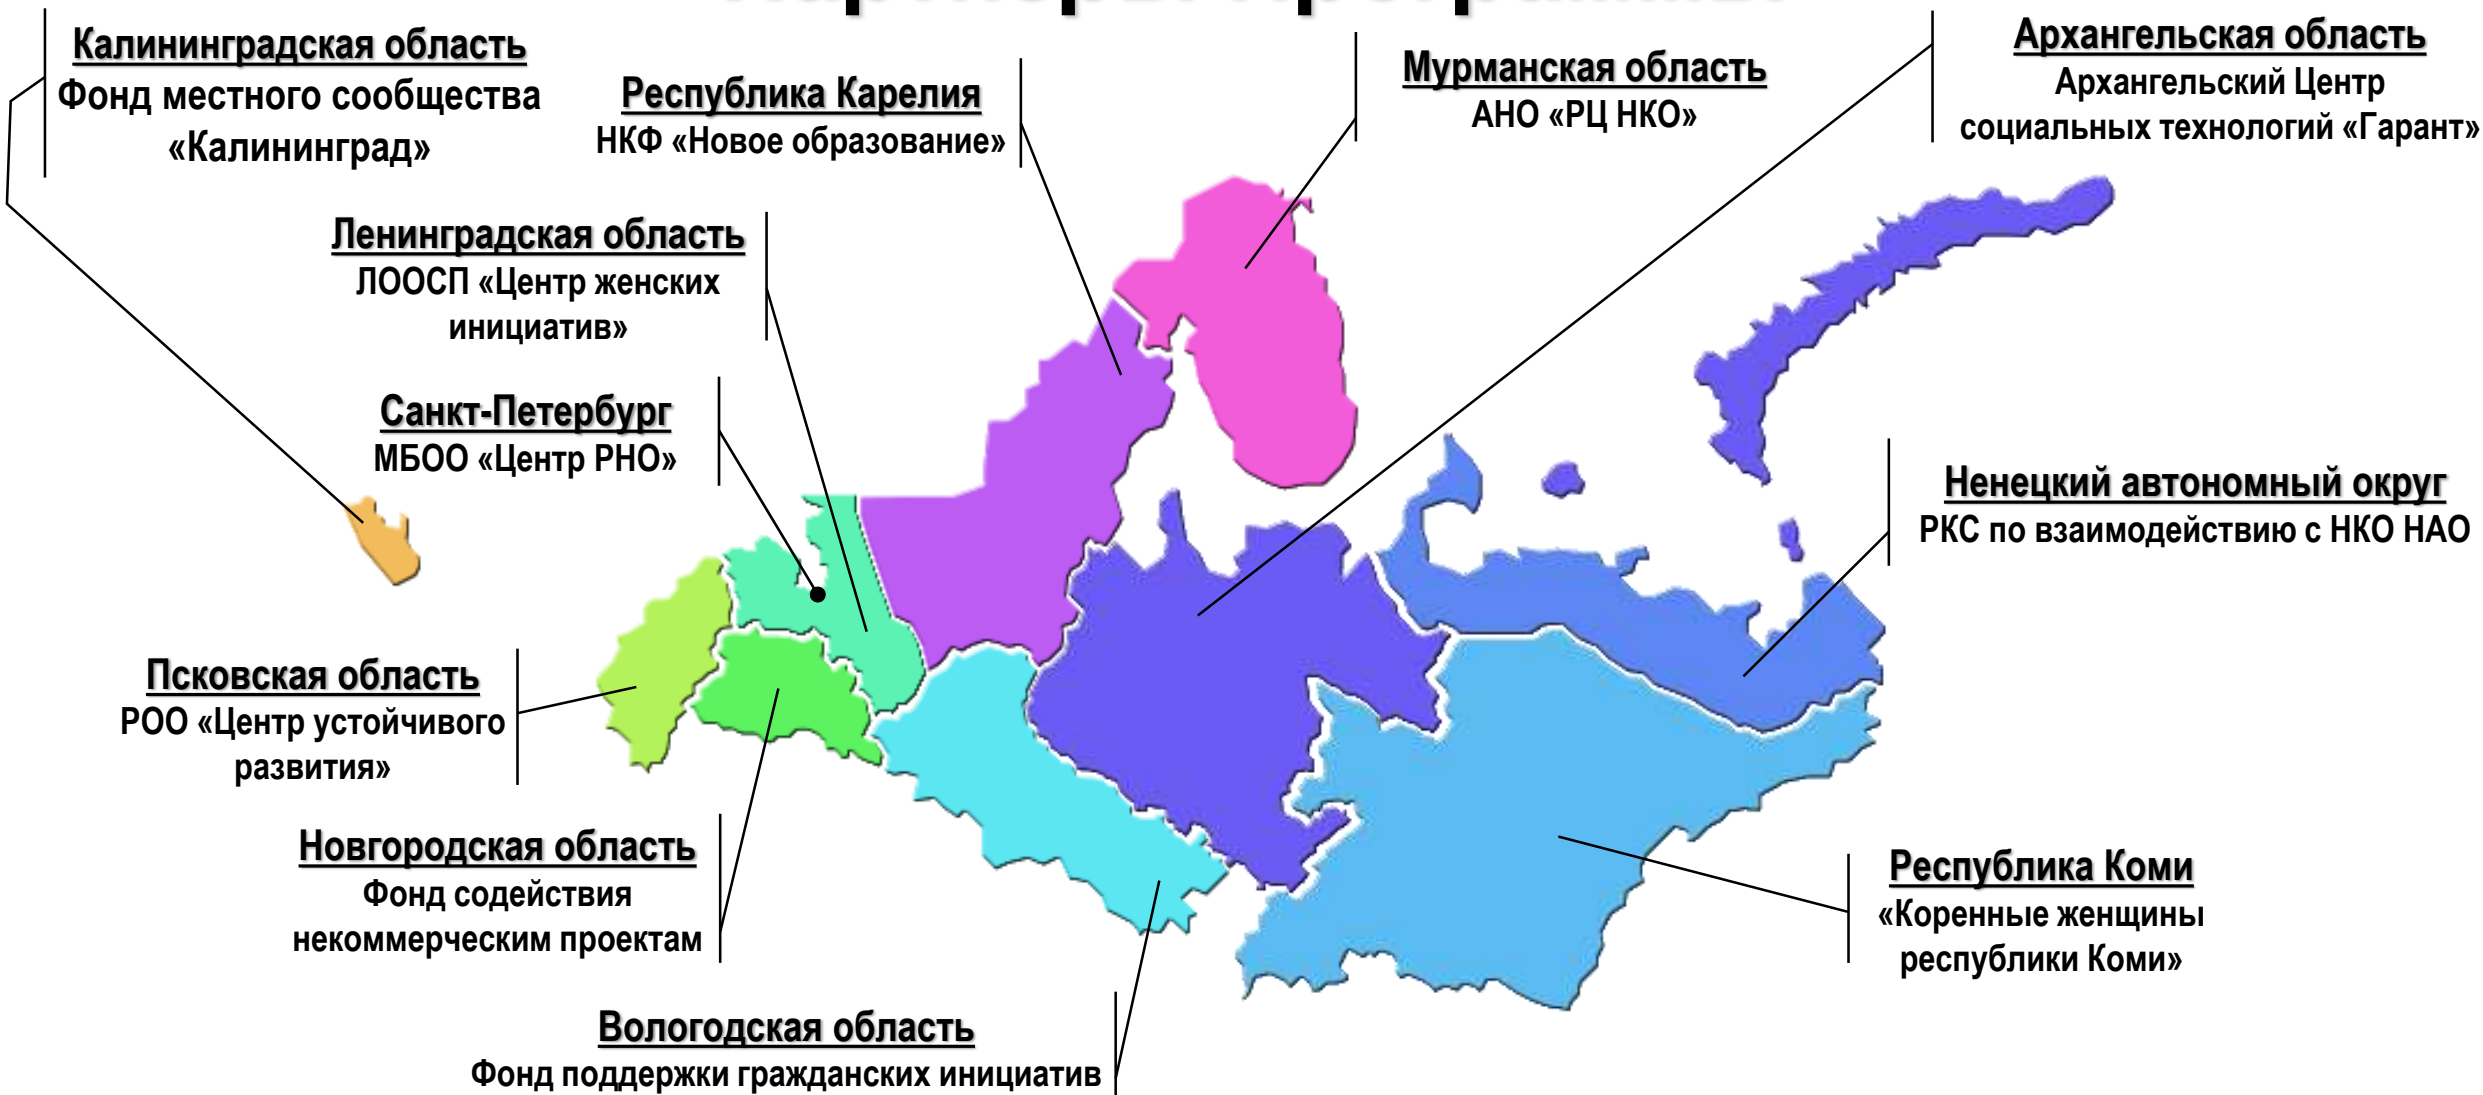 Партнеры программы
Калининградская область
Фонд местного сообщества
«Калининград»
Республика Карелия
НКФ «Новое образование»
Мурманская область
АНО «РЦ НКО»
Архангельская область
Архангельский Центр
социальных технологий «Гарант»
Ленинградская область
ЛООСП «Центр женских
инициатив»
Санкт-Петербург
МБОО «Центр РНО»
Ненецкий автономный округ
РКС по взаимодействию с НКО НАО
Псковская область
РОО «Центр устойчивого
развития»
Новгородская область
Фонд содействия
некоммерческим проектам
Республика Коми
«Коренные женщины
республики Коми»
Вологодская область
Фонд поддержки гражданских инициатив